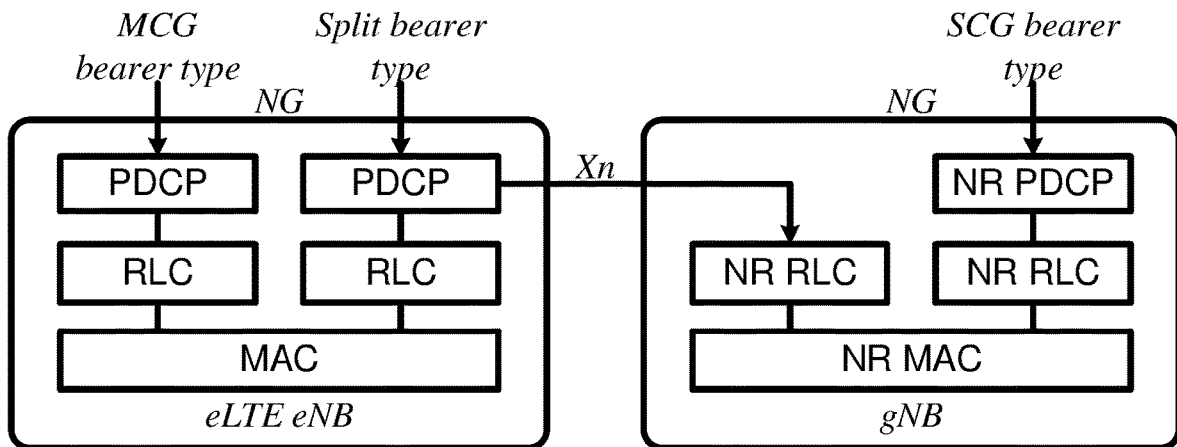 MCG
bearer type
Split bearer
type
SCG bearer
type
NG
NG
PDCP
PDCP
Xn
NR PDCP
RLC
RLC
NR RLC
NR RLC
MAC
NR MAC
eLTE eNB
gNB